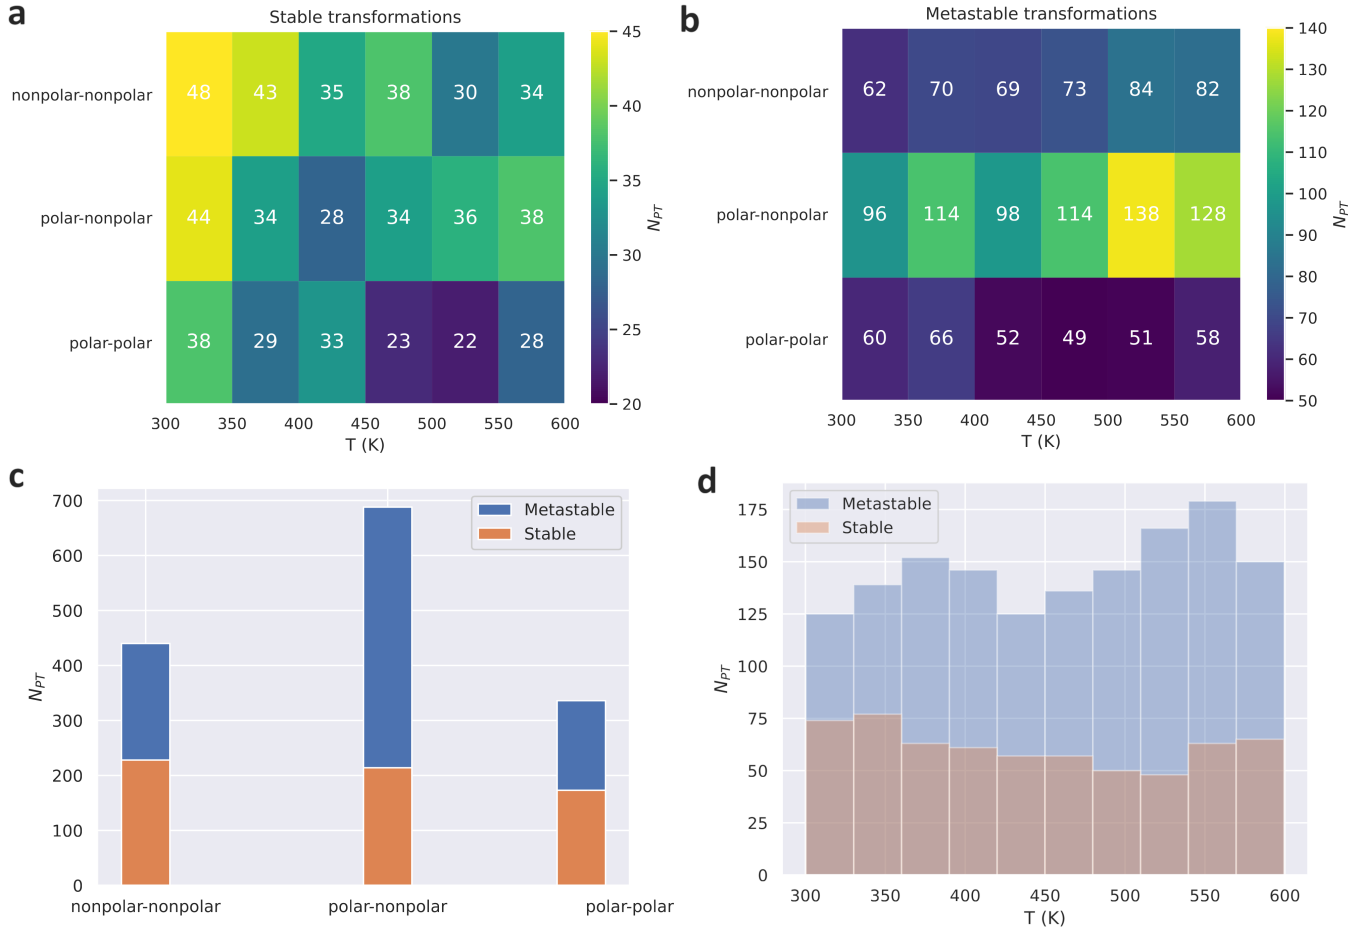 a
Stable transformations
nonpolar-nonpolar 48 43 35 38 30 34
polar-nonpolar 44 34 28 34 36 38
polar-polar 38 29 33 23 22 28
300 350 400 450 500 550 600
T (K)
45
40
35
30
25
20
N_PT
b
Metastable transformations
nonpolar-nonpolar 62 70 69 73 84 82
polar-nonpolar 96 114 98 114 138 128
polar-polar 60 66 52 49 51 58
300 350 400 450 500 550 600
T (K)
140
130
120
110
100
90
80
70
60
50
N_PT
c
700
600
500
400
300
200
100
0
N_PT
Metastable
Stable
nonpolar-nonpolar polar-nonpolar polar-polar
d
175
150
125
100
75
50
25
0
N_PT
Metastable
Stable
300 350 400 450 500 550 600
T (K)